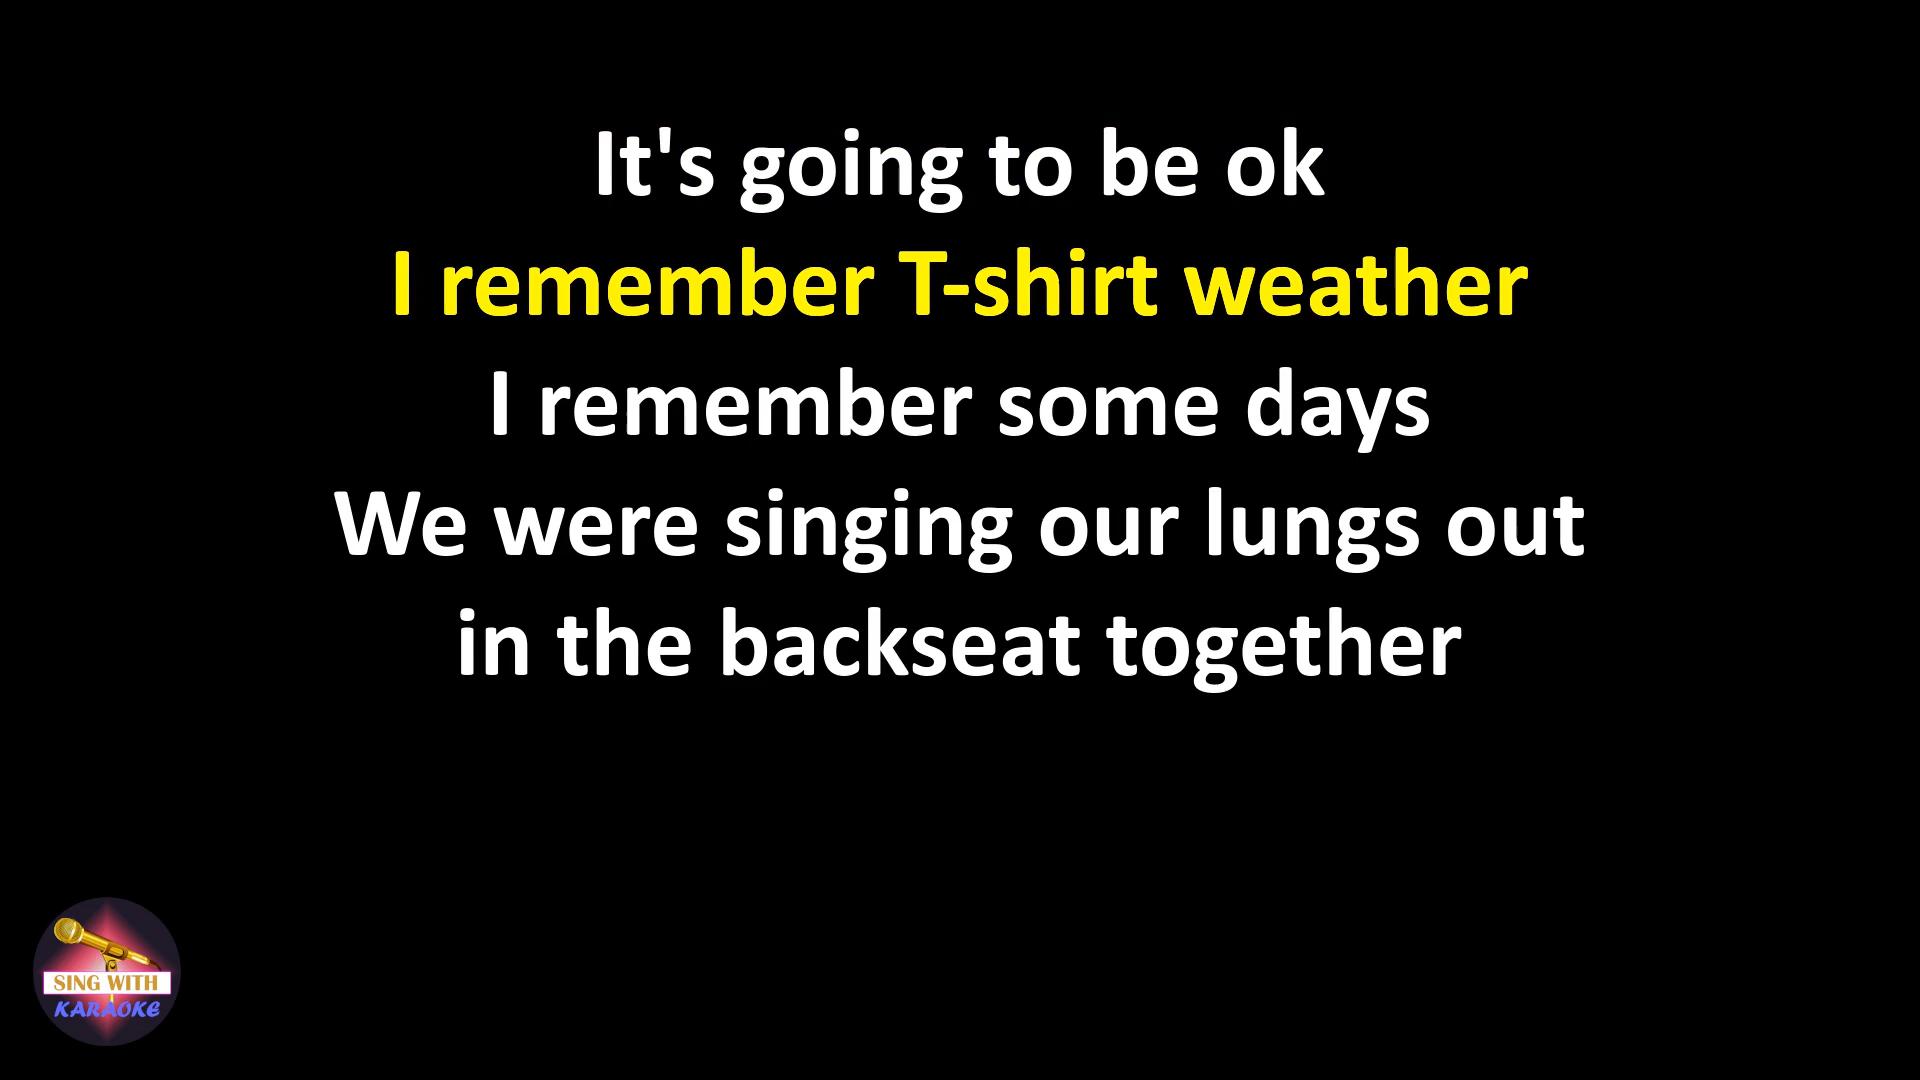 It's going to be ok
I remember T-shirt weather
I remember some days
We were singing our lungs out
in the backseat together
SING WITH
KARAOKE